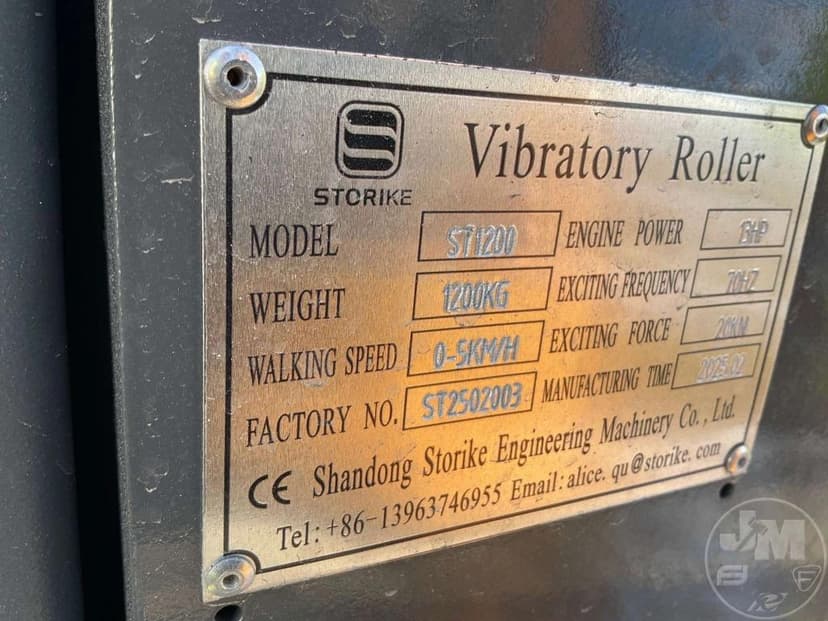 Vibratory Roller
STORIKE
MODEL ST1200 ENGINE POWER 13HP
WEIGHT 1200KG EXCITING FREQUENCY 70HZ
WALKING SPEED 0-5KM/H EXCITING FORCE 20KN
FACTORY NO. ST2502003 MANUFACTURING TIME 2025.02
CE Shandong Storike Engineering Machinery Co., Ltd.
Tel: +86-13963746955 Email: alice. qu@storike. com
JM